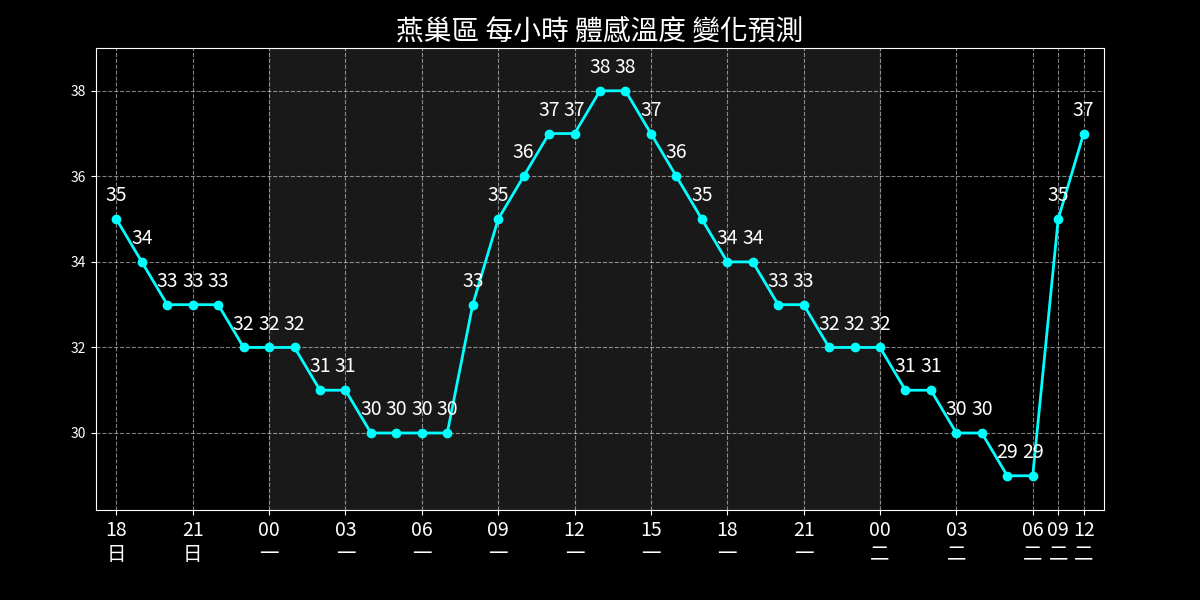 燕巢區 每小時 體感溫度 變化預測
38 38
37 37 37 37
36 36
35 35 35 35
34 34 34
33 33 33 33 33 33
32 32 32 32 32 32
31 31 31 31
30 30 30 30 30 30
29 29
38
36
34
32
30
18 21 00 03 06 09 12 15 18 21 00 03 06 09 12
日 日 一 一 一 一 一 一 一 一 二 二 二 二 二